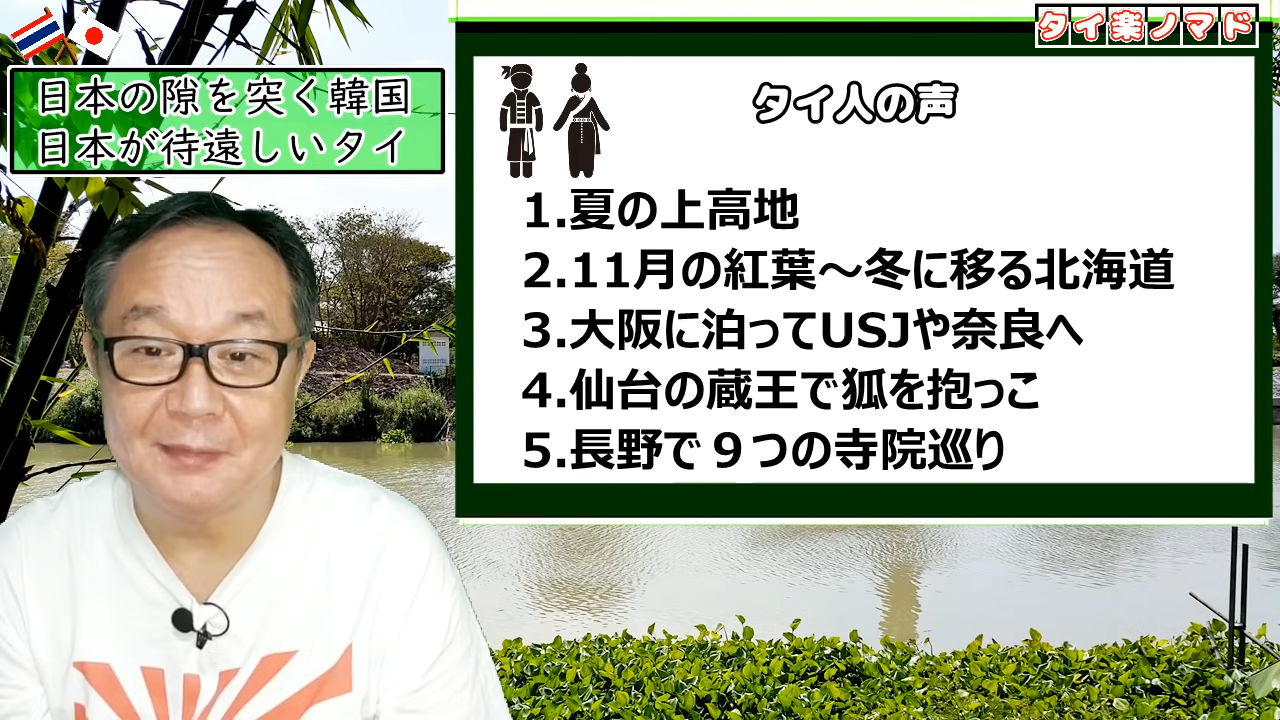 日本の隙を突く韓国
日本が待遠しいタイ
タイ楽ノマド
タイ人の声
1.夏の上高地
2.11月の紅葉～冬に移る北海道
3.大阪に泊ってUSJや奈良へ
4.仙台の蔵王で狐を抱っこ
5.長野で９つの寺院巡り